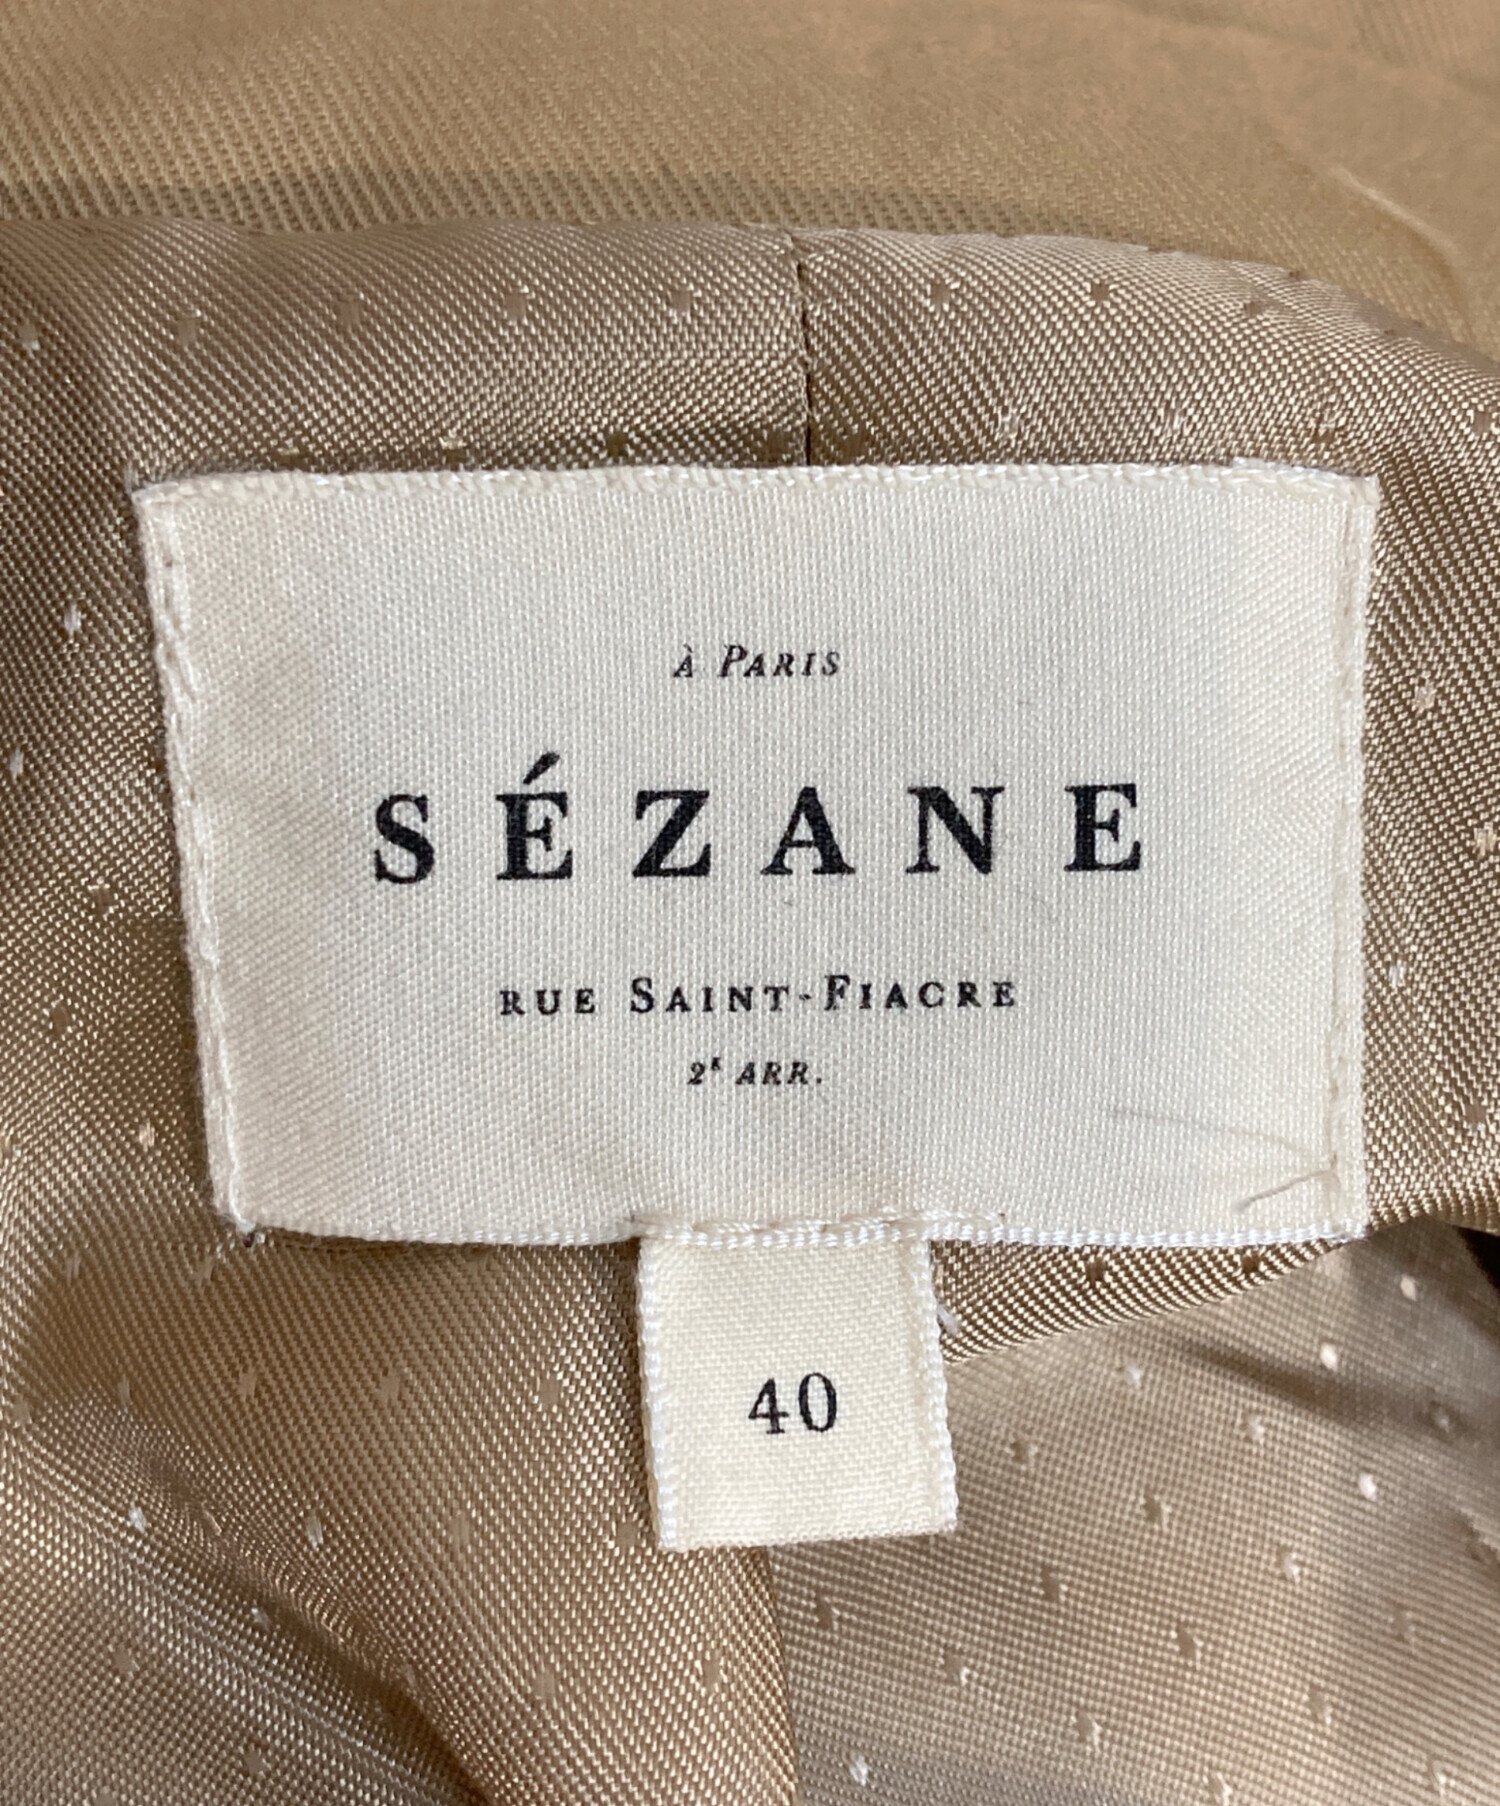 À PARIS
SÉZANE
RUE SAINT-FIACRE
2E ARR.
40